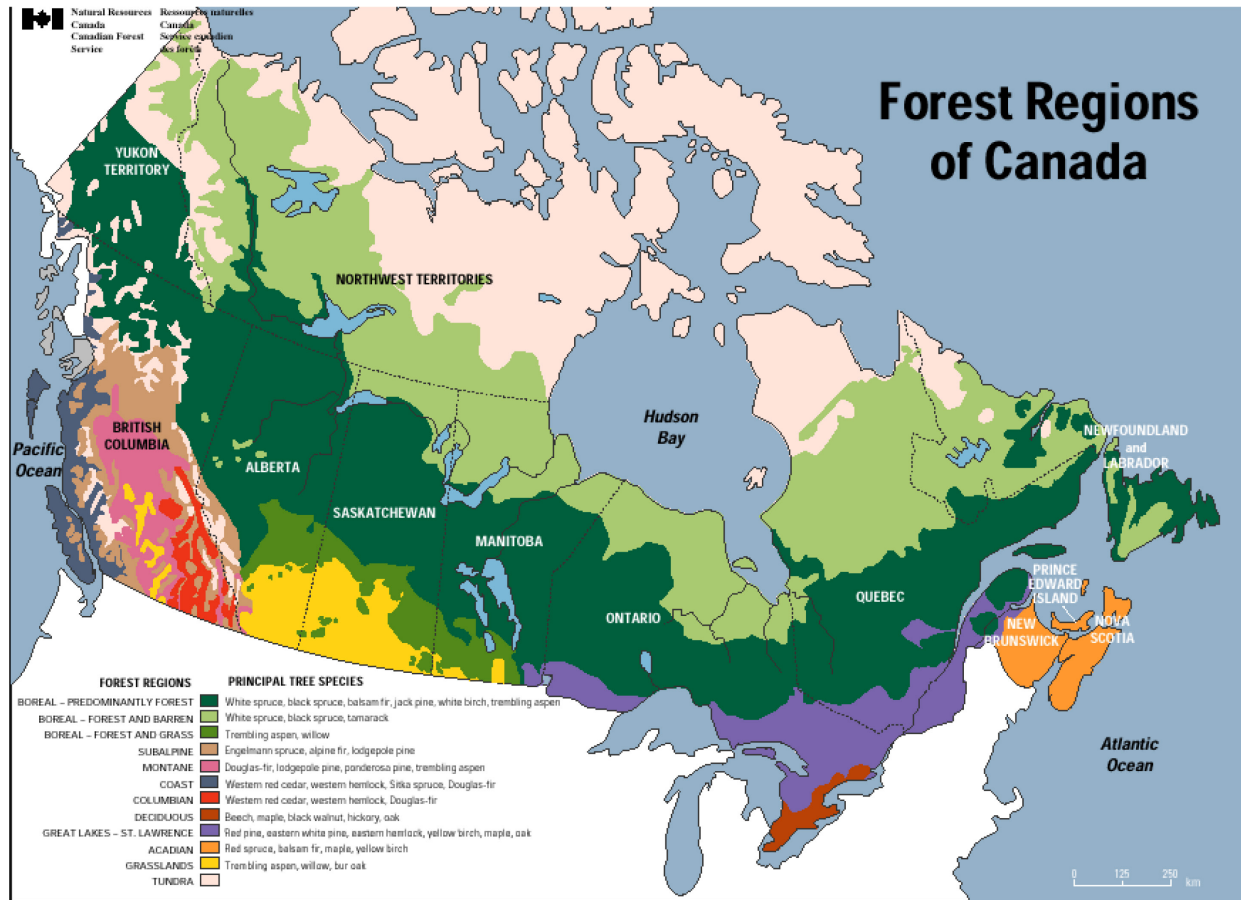 Natural Resources Ressources naturelles
Canada Canada
Canadian Forest Service canadien
Service des forêts
Forest Regions
of Canada
YUKON
TERRITORY
NORTHWEST TERRITORIES
Hudson
Bay
Pacific
Ocean
BRITISH
COLUMBIA
ALBERTA
SASKATCHEWAN
MANITOBA
ONTARIO
QUEBEC
NEWFOUNDLAND
and
LABRADOR
PRINCE
EDWARD
ISLAND
NEW
BRUNSWICK
NOVA
SCOTIA
Atlantic
Ocean
FOREST REGIONS PRINCIPAL TREE SPECIES
BOREAL – PREDOMINANTLY FOREST White spruce, black spruce, balsam fir, jack pine, white birch, trembling aspen
BOREAL – FOREST AND BARREN White spruce, black spruce, tamarack
BOREAL – FOREST AND GRASS Trembling aspen, willow
SUBALPINE Engelmann spruce, alpine fir, lodgepole pine
MONTANE Douglas-fir, lodgepole pine, ponderosa pine, trembling aspen
COAST Western red cedar, western hemlock, Sitka spruce, Douglas-fir
COLUMBIAN Western red cedar, western hemlock, Douglas-fir
DECIDUOUS Beech, maple, black walnut, hickory, oak
GREAT LAKES – ST. LAWRENCE Red pine, eastern white pine, eastern hemlock, yellow birch, maple, oak
ACADIAN Red spruce, balsam fir, maple, yellow birch
GRASSLANDS Trembling aspen, willow, bur oak
TUNDRA
0 125 250
km